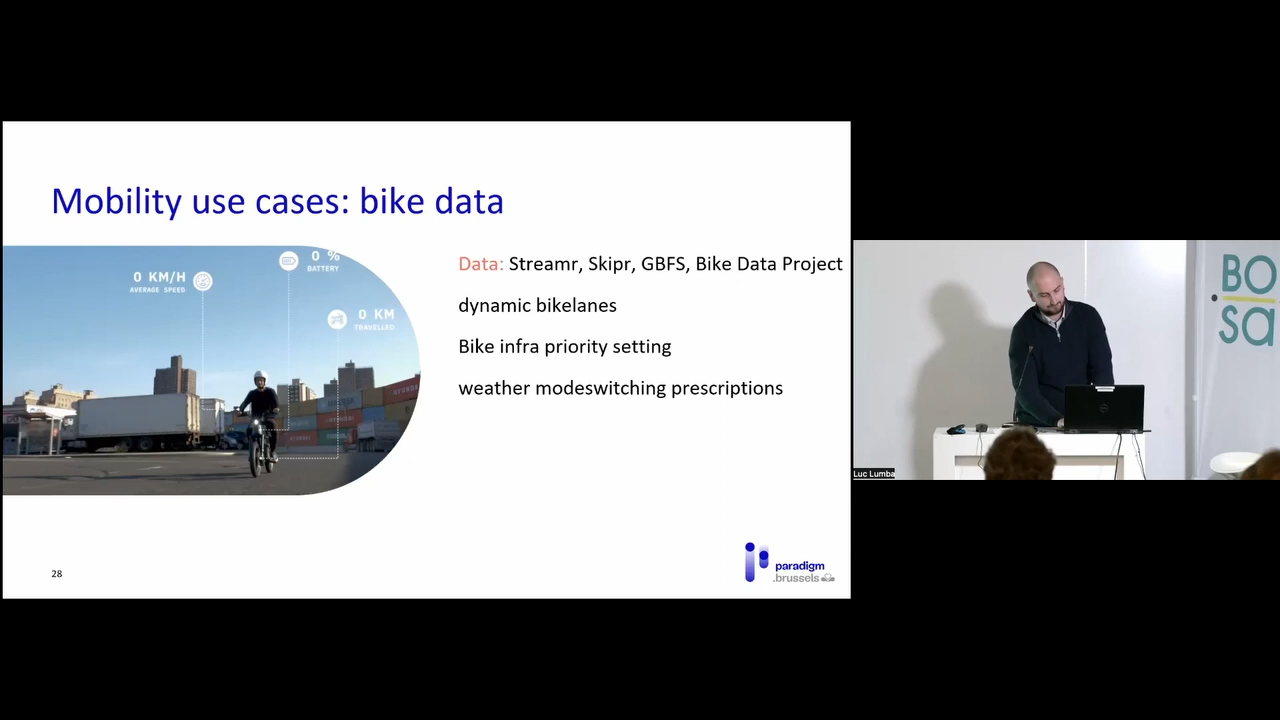 Mobility use cases: bike data
0 KM/H
AVERAGE SPEED
0 %
BATTERY
0 KM
TRAVELLED
Data: Streamr, Skipr, GBFS, Bike Data Project
dynamic bikelanes
Bike infra priority setting
weather modeswitching prescriptions
28
paradigm
.brussels
Luc Lumba
BO
sa